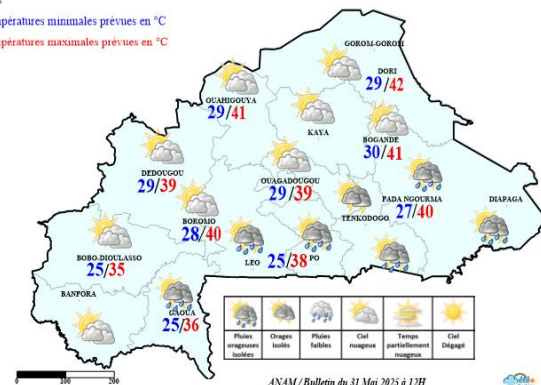 pératures minimales prévues en °C
pératures maximales prévues en °C
GOROM-GOROM
DORI
29/42
OUAHIGOUYA
29/41
KAYA
BOGANDE
30/41
DEDOUGOU
29/39
OUAGADOUGOU
29/39
BOROMO
28/40
TENKODOGO
FADA NGOURMA
27/40
DIAPAGA
BOBO-DIOULASSO
25/35
LEO
25/38
PO
BANFORA
GAOUA
25/36
Pluies orageuses isolées
Orages isolés
Pluies faibles
Ciel nuageux
Temps partiellement nuageux
Ciel Dégagé
0
100
200
ANAM / Bulletin du 31 Mai 2025 à 12H